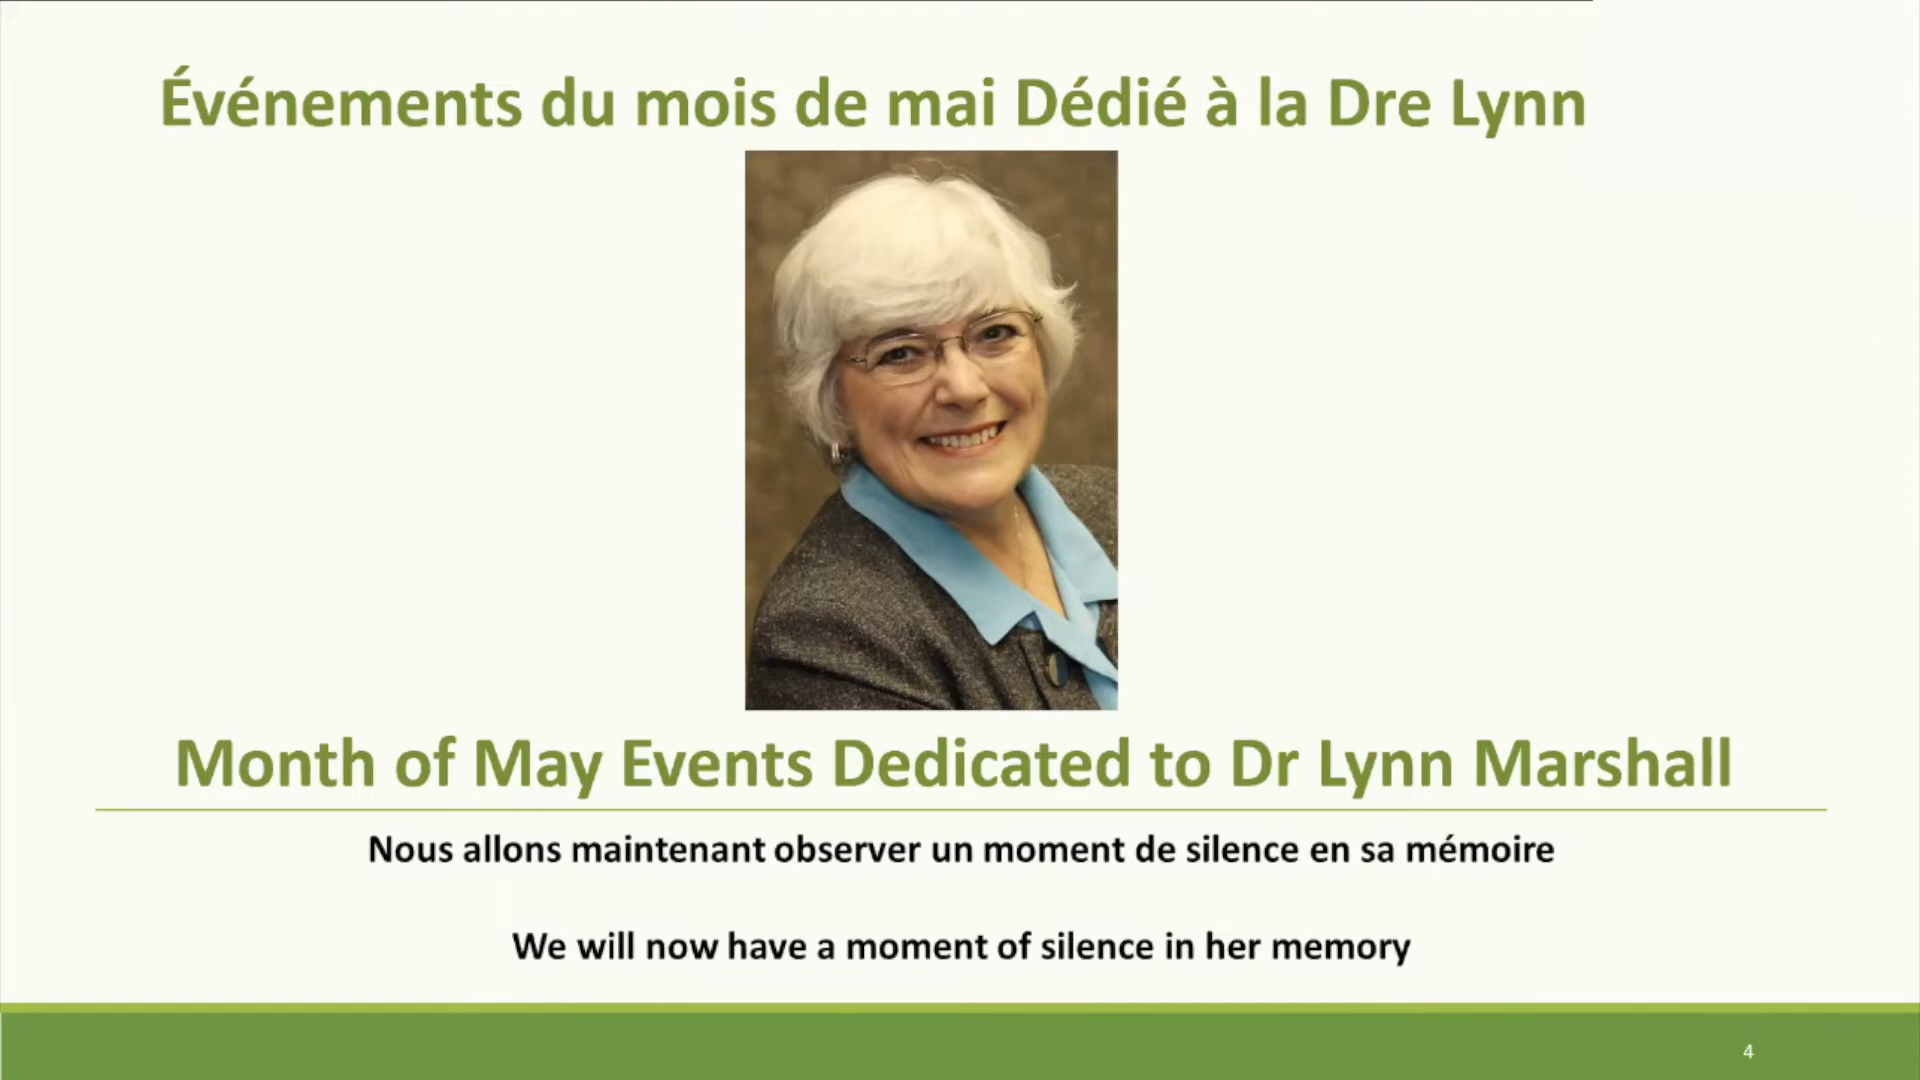 Événements du mois de mai Dédié à la Dre Lynn
Month of May Events Dedicated to Dr Lynn Marshall
Nous allons maintenant observer un moment de silence en sa mémoire
We will now have a moment of silence in her memory
4